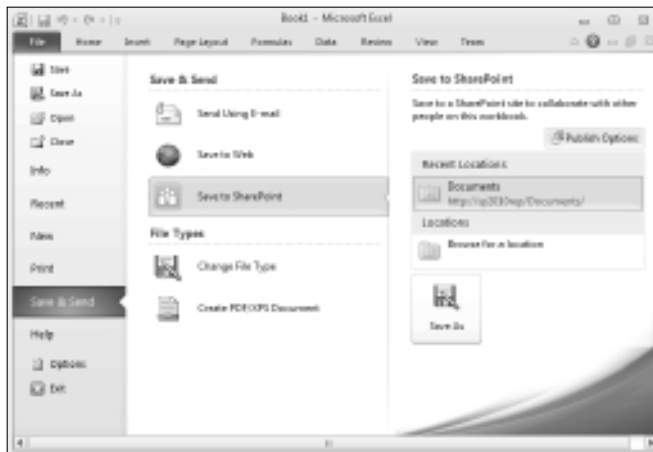 Book1 - Microsoft Excel
File Home Insert Page Layout Formulas Data Review View Team
Save
Save As
Open
Close
Info
Recent
New
Print
Save & Send
Help
Options
Exit
Save & Send
Send Using E-mail
Save to Web
Save to SharePoint
File Types
Change File Type
Create PDF/XPS Document
Save to SharePoint
Save to a SharePoint site to collaborate with other
people on this workbook.
Publish Options
Recent Locations
Documents
Locations
Browse for a location
Save As